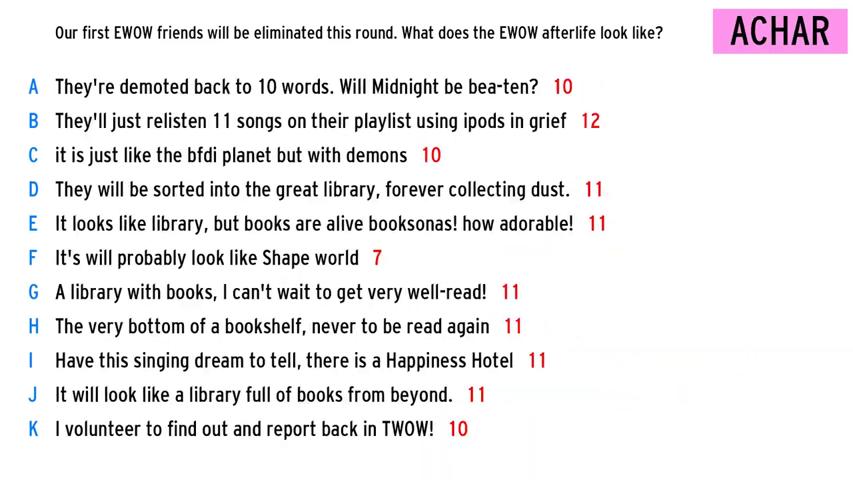 Our first EWOW friends will be eliminated this round. What does the EWOW afterlife look like?
ACHAR
A They're demoted back to 10 words. Will Midnight be bea-ten? 10
B They'll just relisten 11 songs on their playlist using ipods in grief 12
C it is just like the bfdi planet but with demons 10
D They will be sorted into the great library, forever collecting dust. 11
E It looks like library, but books are alive booksonas! how adorable! 11
F It's will probably look like Shape world 7
G A library with books, I can't wait to get very well-read! 11
H The very bottom of a bookshelf, never to be read again 11
I Have this singing dream to tell, there is a Happiness Hotel 11
J It will look like a library full of books from beyond. 11
K I volunteer to find out and report back in TWOW! 10